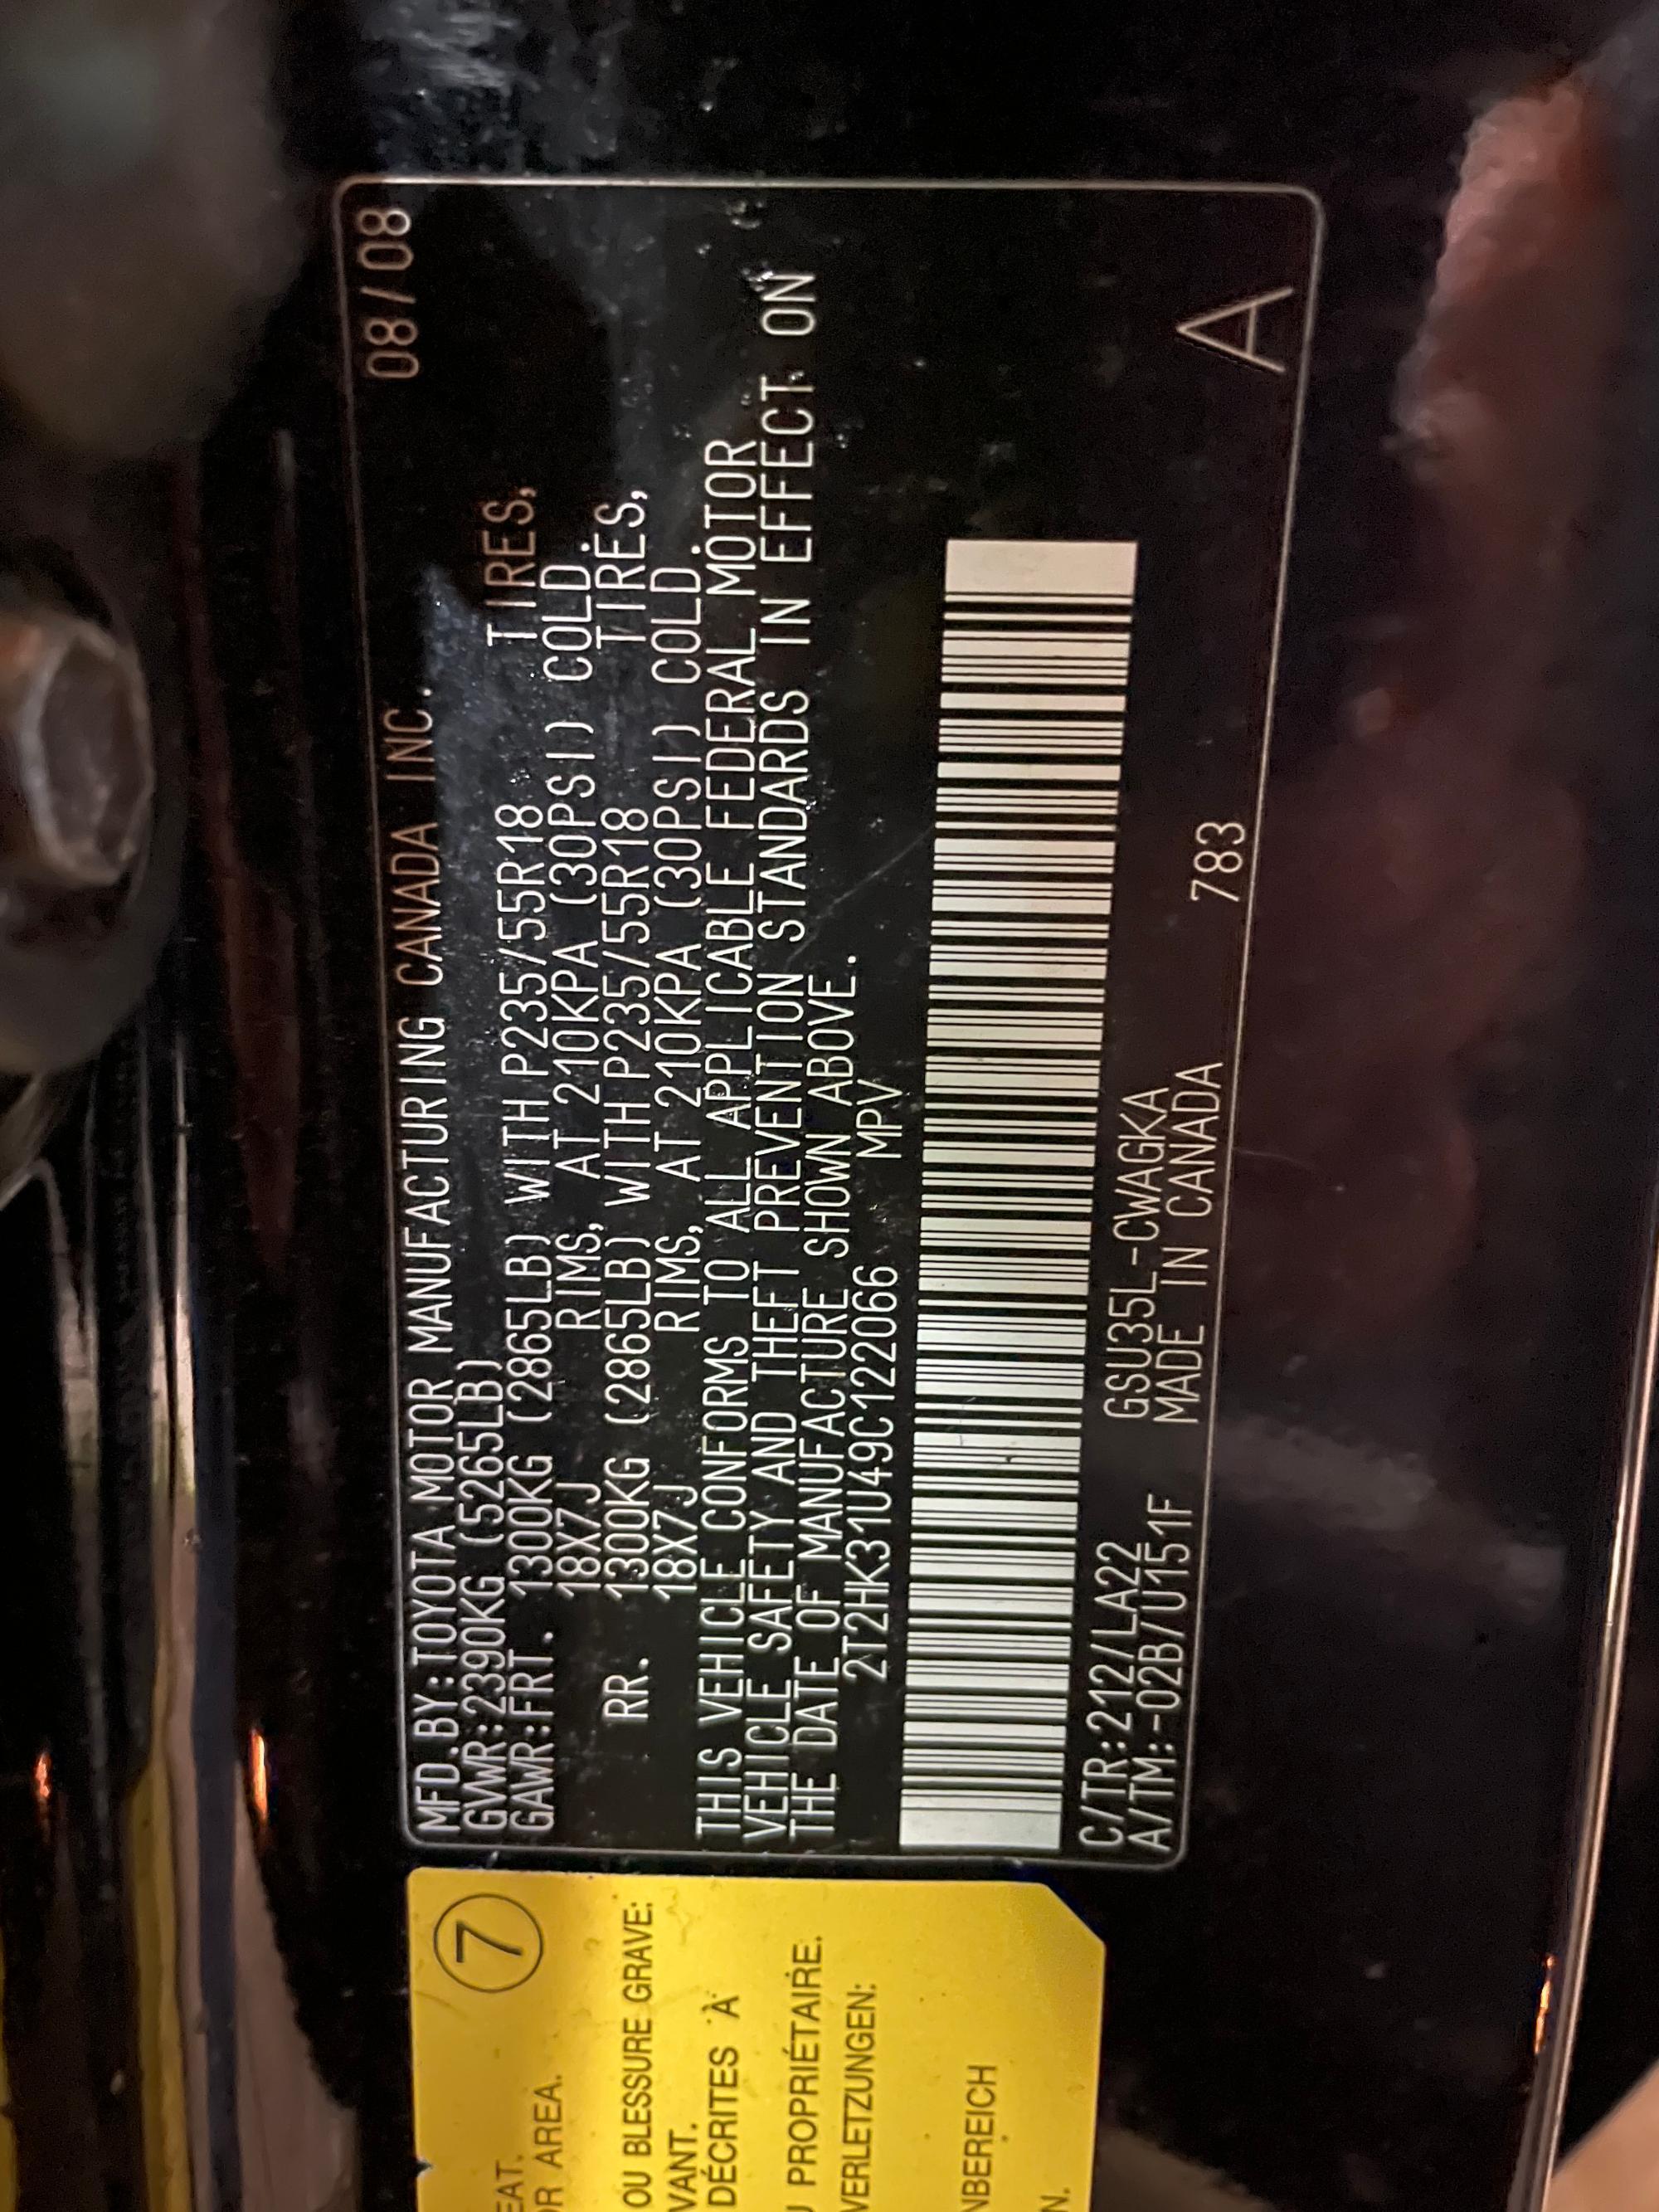 MFD.BY:TOYOTA MOTOR MANUFACTURING CANADA INC. 08/08
GVWR:2390KG (5265LB)
GAWR:FRT. 1300KG (2865LB) WITH P235/55R18 TIRES,
18X7J RIMS, AT 210KPA (30PSI) COLD.
RR. 1300KG (2865LB) WITH P235/55R18 TIRES,
18X7J RIMS, AT 210KPA (30PSI) COLD.
THIS VEHICLE CONFORMS TO ALL APPLICABLE FEDERAL MOTOR
VEHICLE SAFETY AND THEFT PREVENTION STANDARDS IN EFFECT ON
THE DATE OF MANUFACTURE SHOWN ABOVE.
2T2HK31U49C122066 MPV
C/TR:212/LA22 GSU35L-CWAGKA
A/TM:-02B/U151F MADE IN CANADA 783
A
7
EAT.
OR AREA.
OU BLESSURE GRAVE:
VANT.
DÉCRITES À
U PROPRIÉTAIRE.
VERLETZUNGEN:
NBEREICH
N.